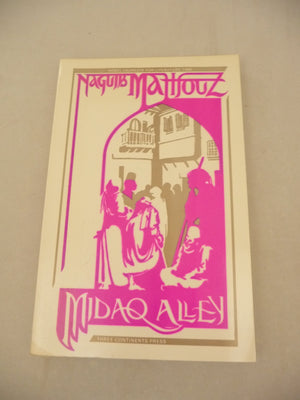 NAGUIB MAHFOUZ
MIDAQ ALLEY
THREE CONTINENTS PRESS